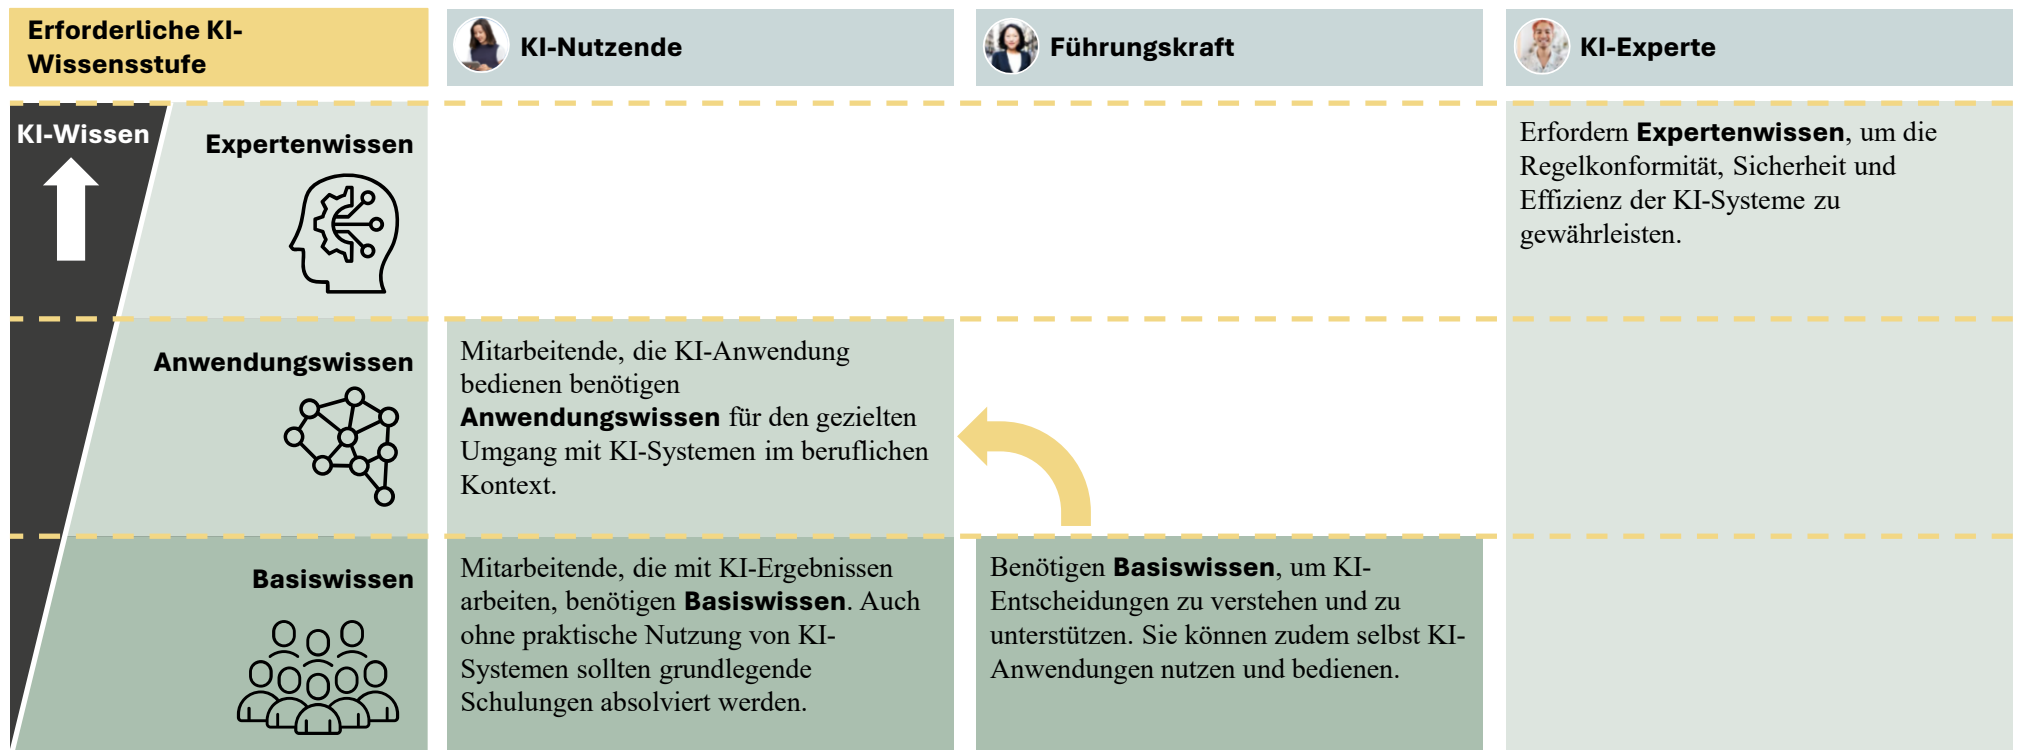 Erforderliche KI-
Wissensstufe
KI-Nutzende
Führungskraft
KI-Experte
KI-Wissen
Expertenwissen
Erfordern Expertenwissen, um die
Regelkonformität, Sicherheit und
Effizienz der KI-Systeme zu
gewährleisten.
Anwendungswissen
Mitarbeitende, die KI-Anwendung
bedienen benötigen
Anwendungswissen für den gezielten
Umgang mit KI-Systemen im beruflichen
Kontext.
Basiswissen
Mitarbeitende, die mit KI-Ergebnissen
arbeiten, benötigen Basiswissen. Auch
ohne praktische Nutzung von KI-
Systemen sollten grundlegende
Schulungen absolviert werden.
Benötigen Basiswissen, um KI-
Entscheidungen zu verstehen und zu
unterstützen. Sie können zudem selbst KI-
Anwendungen nutzen und bedienen.